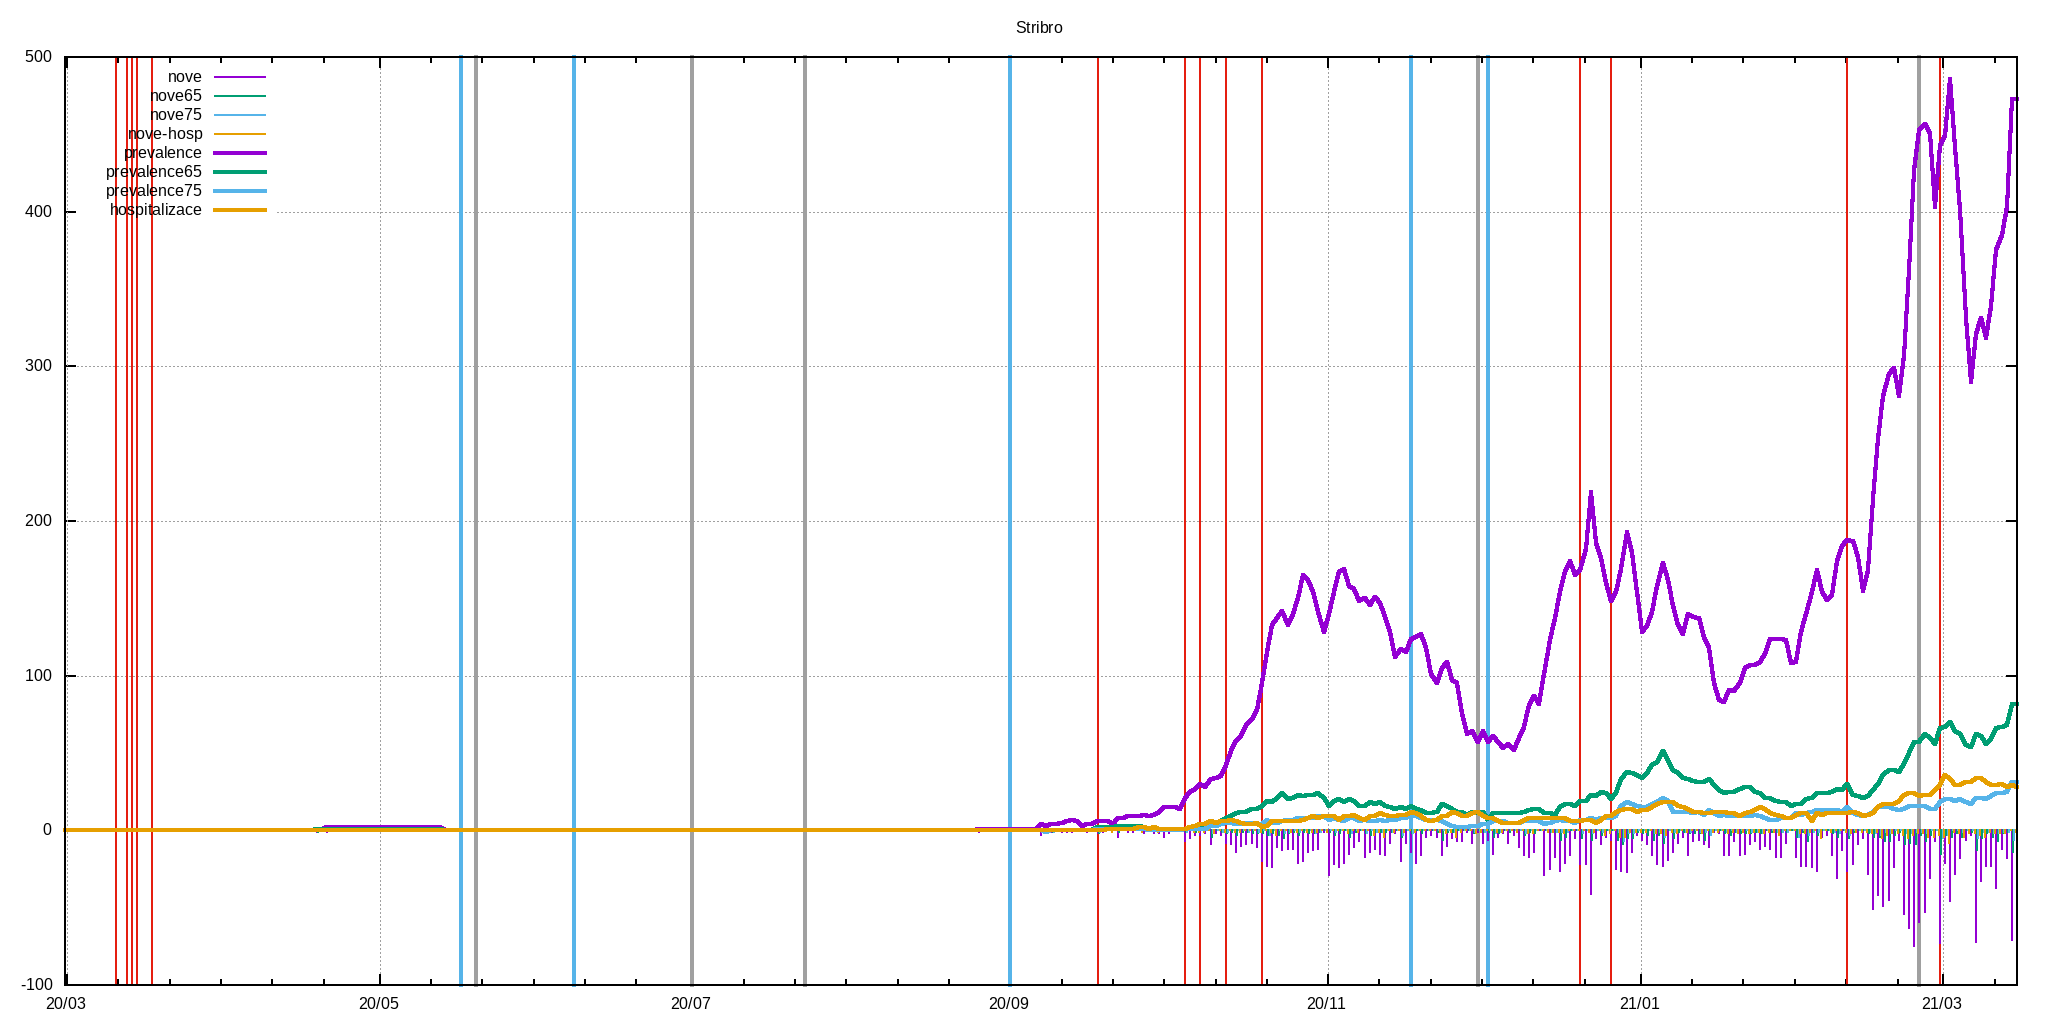 Stribro
500
nove
nove65
nove75
nove-hosp
prevalence
prevalence65
prevalence75
hospitalizace
400
300
200
100
0
-100
20/03 20/05 20/07 20/09 20/11 21/01 21/03